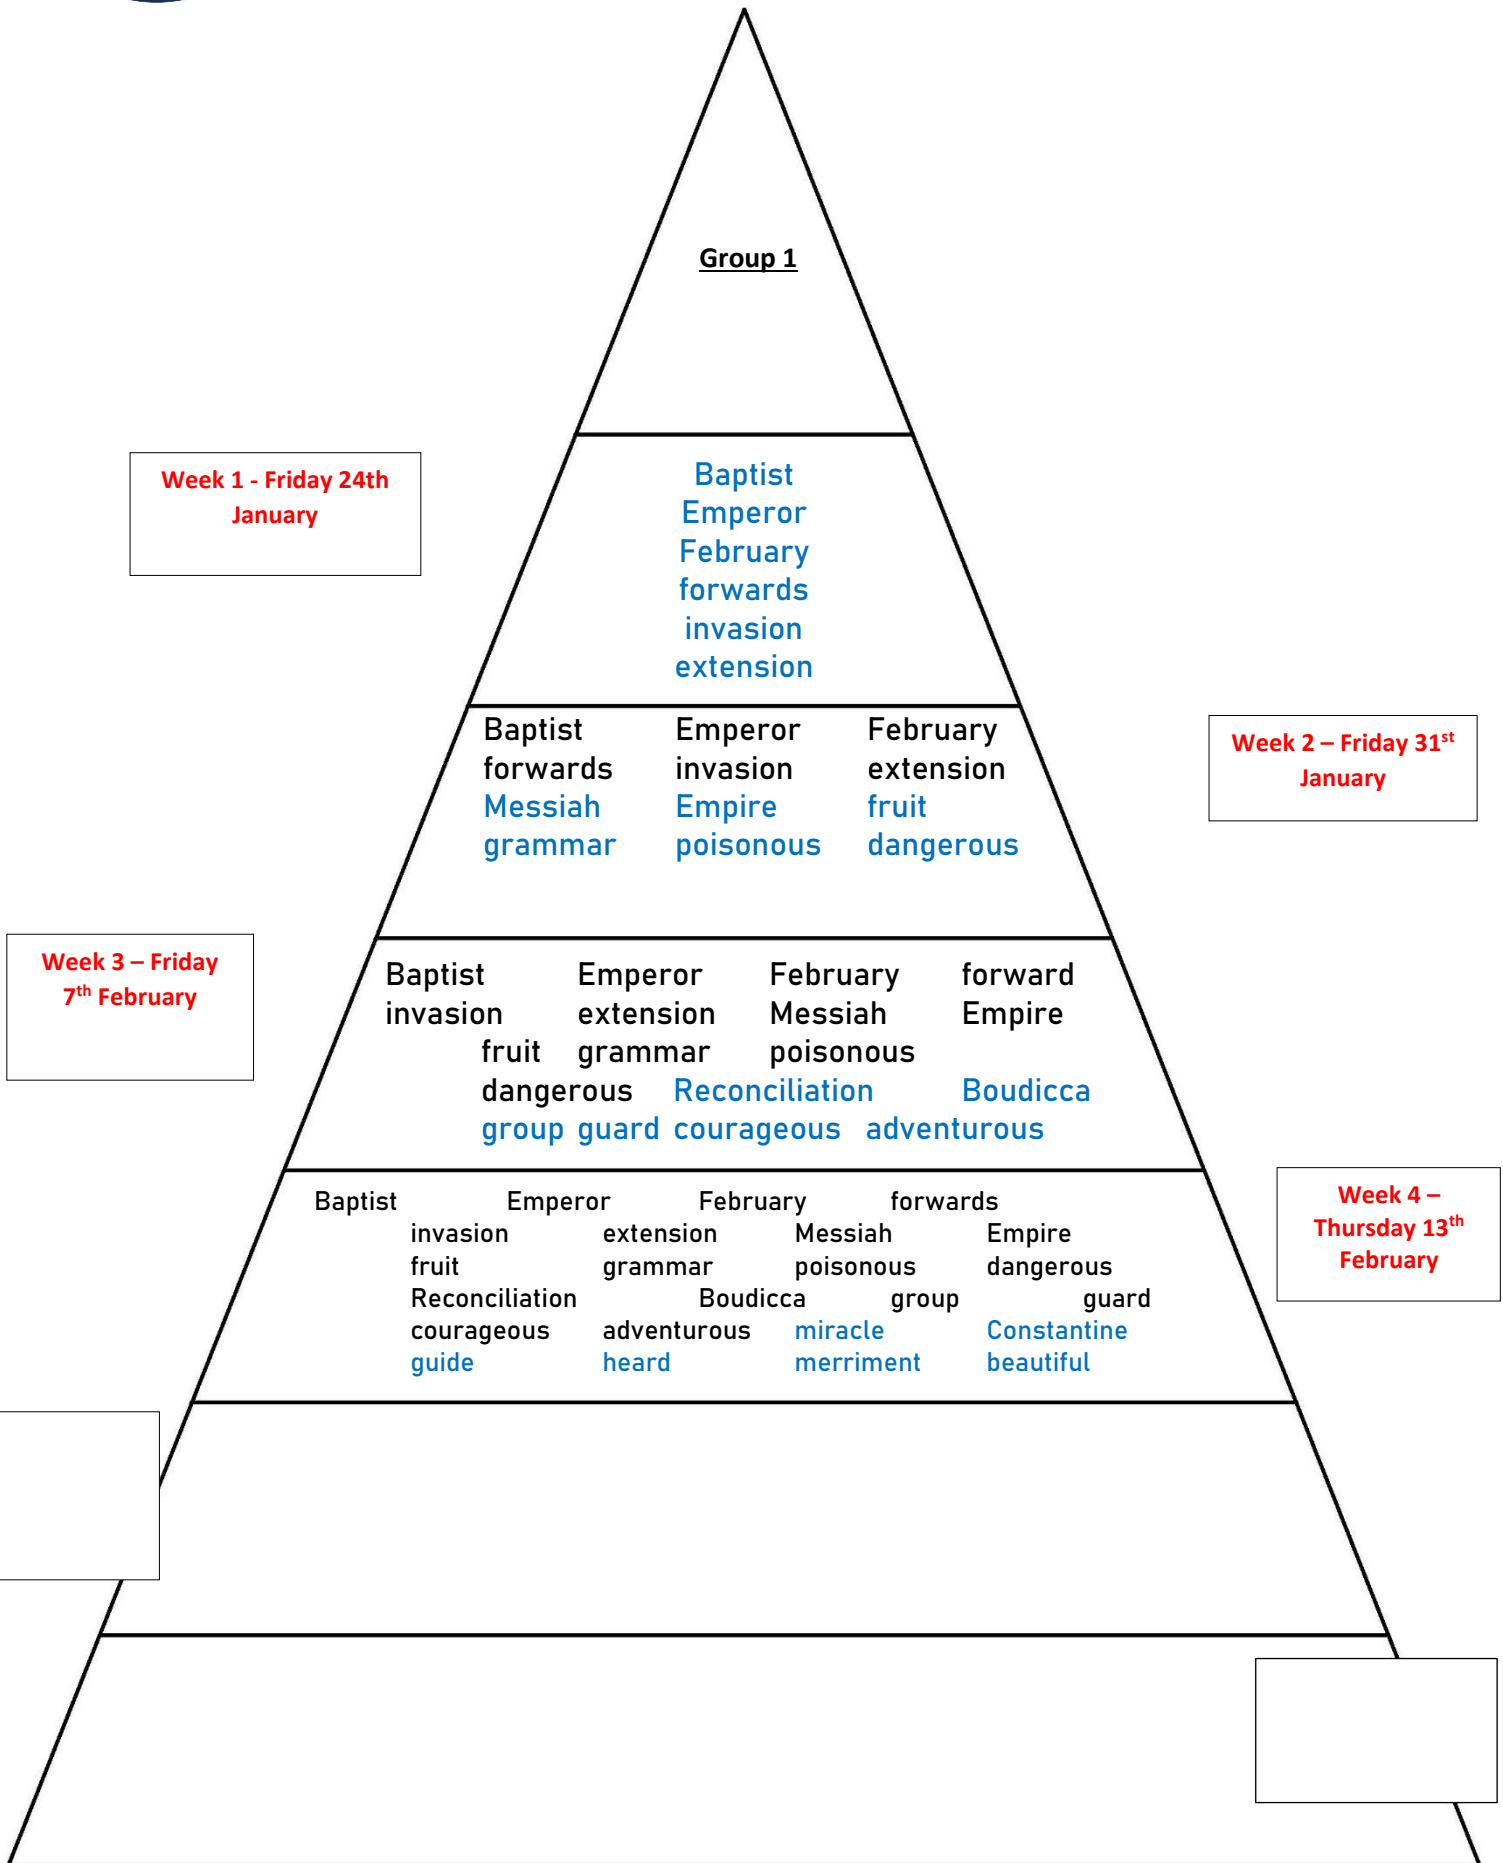 Group 1
Week 1 - Friday 24th
January
Baptist
Emperor
February
forwards
invasion
extension
Baptist Emperor February
forwards invasion extension
Messiah Empire fruit
grammar poisonous dangerous
Week 2 – Friday 31st
January
Week 3 – Friday
7th February
Baptist Emperor February forward
invasion extension Messiah Empire
fruit grammar poisonous
dangerous Reconciliation Boudicca
group guard courageous adventurous
Baptist Emperor February forwards
invasion extension Messiah Empire
fruit grammar poisonous dangerous
Reconciliation Boudicca group guard
courageous adventurous miracle Constantine
guide heard merriment beautiful
Week 4 –
Thursday 13th
February